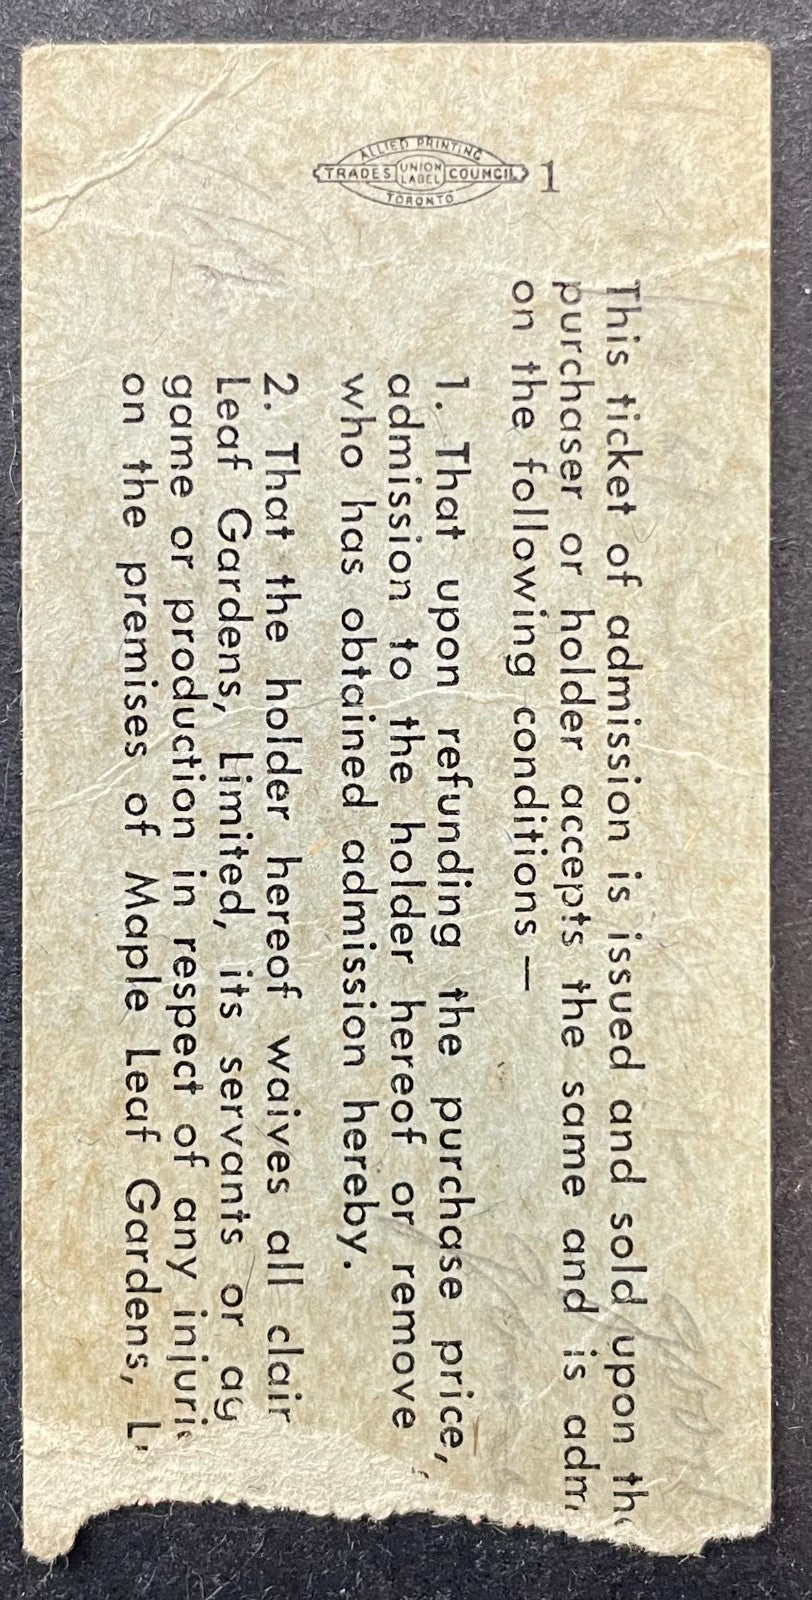 ALLIED PRINTING
TRADES UNION LABEL COUNCIL
TORONTO
1
This ticket of admission is issued and sold upon th
purchaser or holder accepts the same and is adm
on the following conditions—
1. That upon refunding the purchase price,
admission to the holder hereof or remove
who has obtained admission hereby.
2. That the holder hereof waives all clai
Leaf Gardens, Limited, its servants or ag
game or production in respect of any injuri
on the premises of Maple Leaf Gardens, L